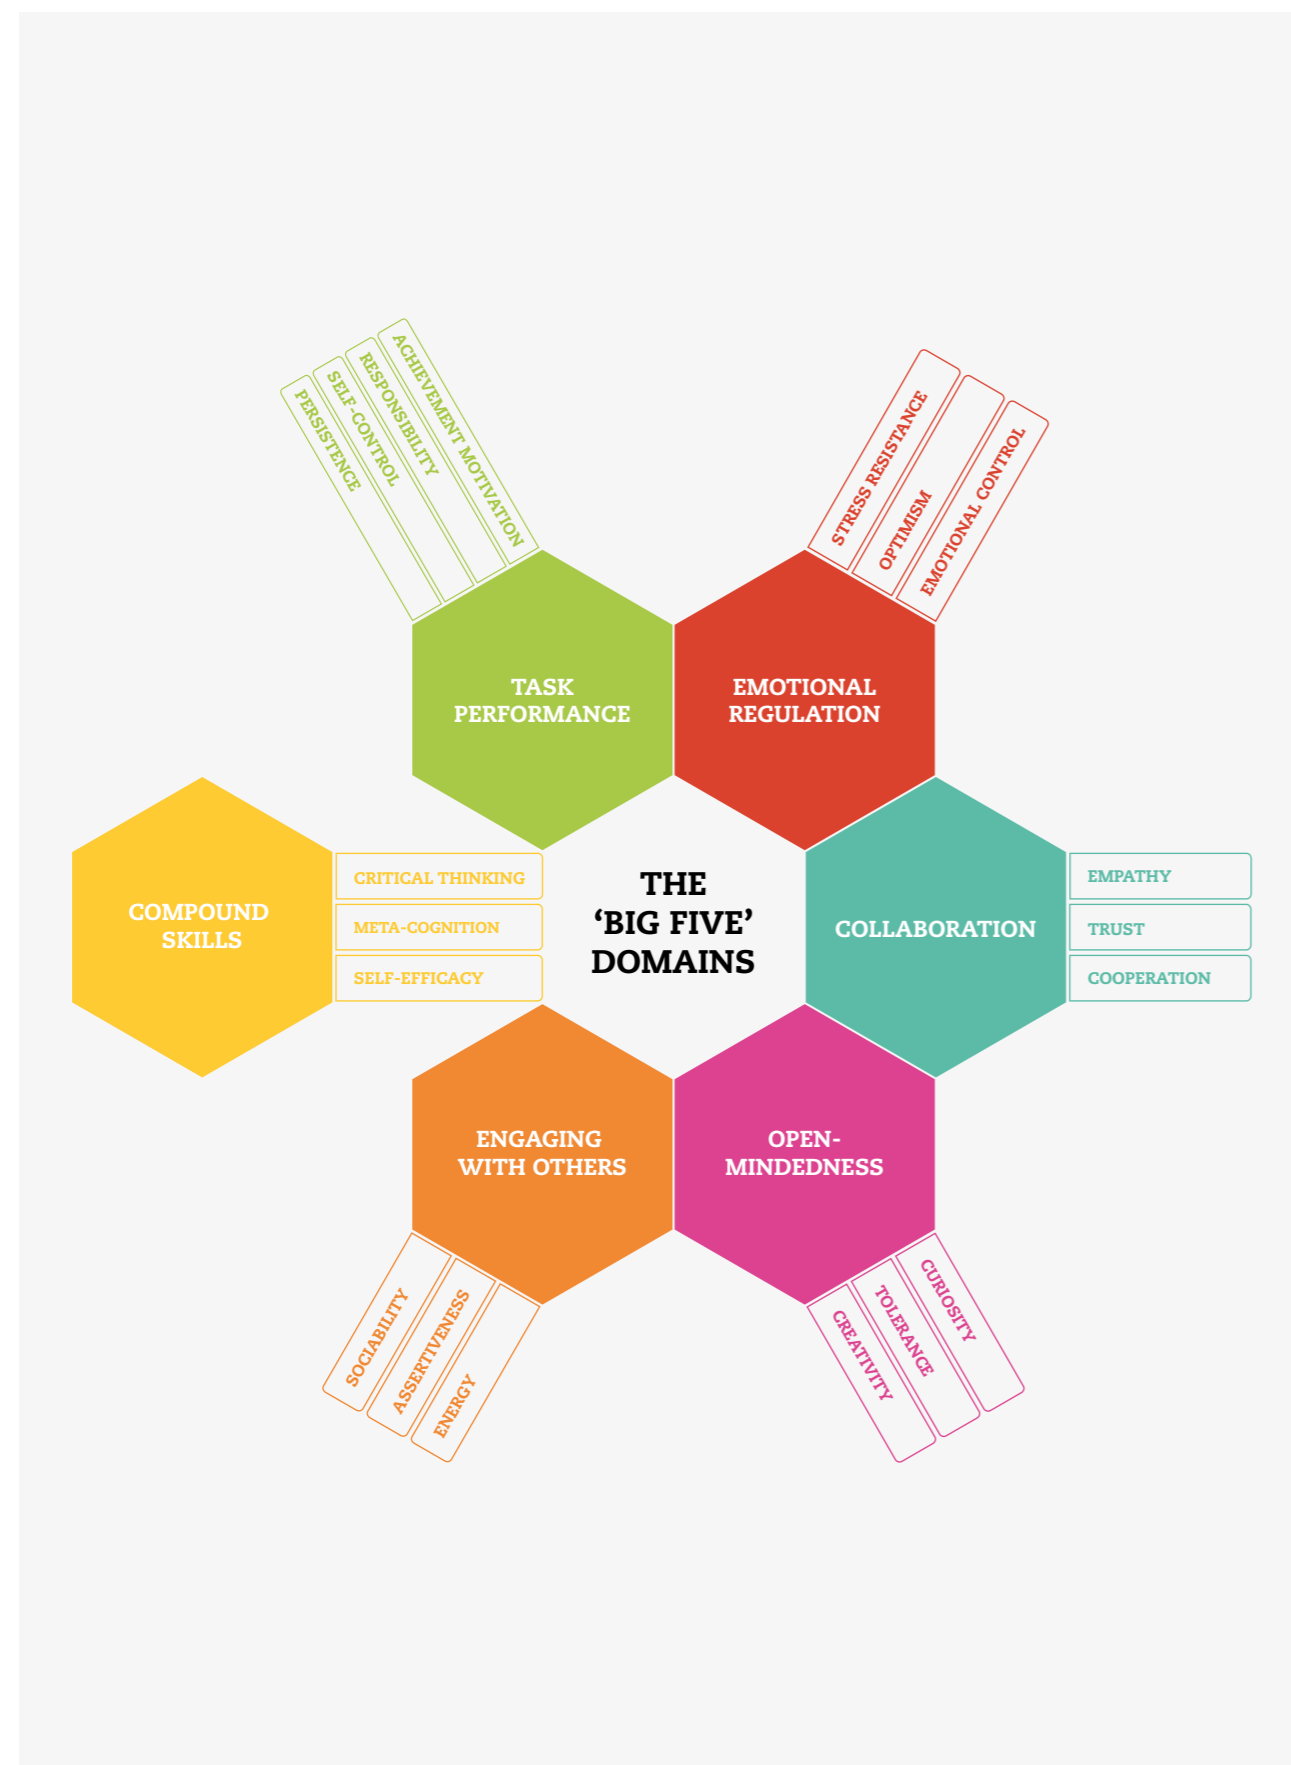 ACHIEVEMENT MOTIVATION
RESPONSIBILITY
SELF-CONTROL
PERSISTENCE
STRESS RESISTANCE
OPTIMISM
EMOTIONAL CONTROL
TASK
PERFORMANCE
EMOTIONAL
REGULATION
COMPOUND
SKILLS
CRITICAL THINKING
META-COGNITION
SELF-EFFICACY
THE
‘BIG FIVE’
DOMAINS
COLLABORATION
EMPATHY
TRUST
COOPERATION
ENGAGING
WITH OTHERS
OPEN-
MINDEDNESS
SOCIABILITY
ASSERTIVENESS
ENERGY
CREATIVITY
TOLERANCE
CURIOSITY